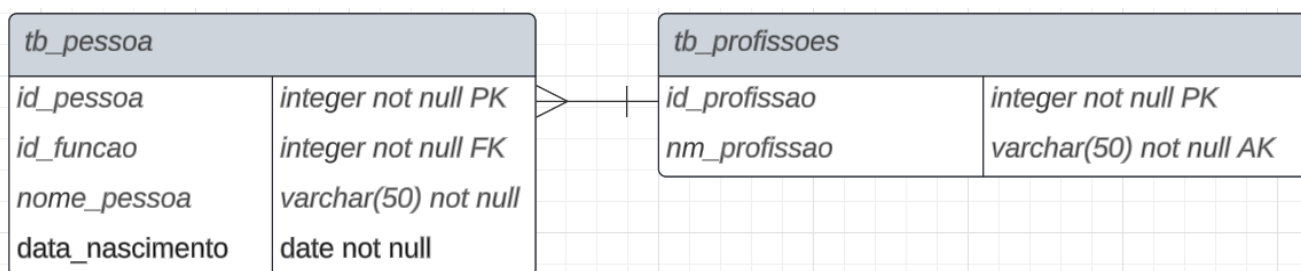 tb_pessoa
id_pessoa integer not null PK
id_funcao integer not null FK
nome_pessoa varchar(50) not null
data_nascimento date not null
tb_profissoes
id_profissao integer not null PK
nm_profissao varchar(50) not null AK